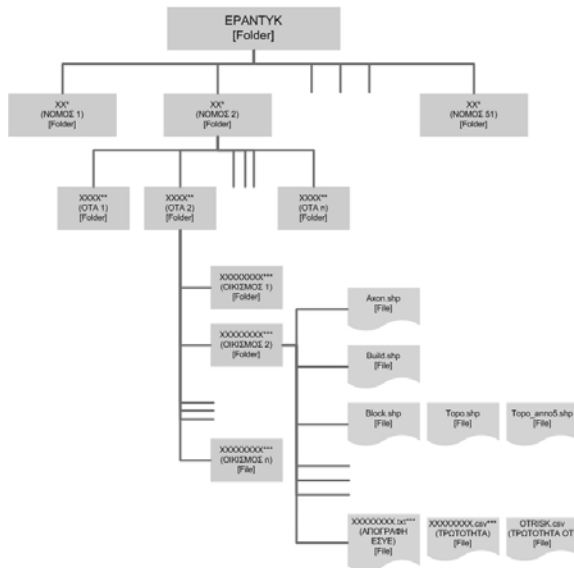 ΕΡΑΝΤΥΚ
[Folder]
XX*
(ΝΟΜΟΣ 1)
[Folder]
XX*
(ΝΟΜΟΣ 2)
[Folder]
XX*
(ΝΟΜΟΣ 51)
[Folder]
XXXX**
(ΟΤΑ 1)
[Folder]
XXXX**
(ΟΤΑ 2)
[Folder]
XXXX**
(ΟΤΑ n)
[Folder]
XXXXXXXX***
(ΟΙΚΙΣΜΟΣ 1)
[Folder]
XXXXXXXX***
(ΟΙΚΙΣΜΟΣ 2)
[Folder]
Axon.shp
[File]
Build.shp
[File]
Block.shp
[File]
Topo.shp
[File]
Topo_anno5.shp
[File]
XXXXXXXX***
(ΟΙΚΙΣΜΟΣ n)
[File]
XXXXXXXX.txt***
(ΑΠΟΓΡΑΦΗ
ΕΣΥΕ)
[File]
XXXXXXXX.csv***
(ΤΡΩΤΟΤΗΤΑ)
[File]
OTRISK.csv
(ΤΡΩΤΟΤΗΤΑ ΟΤ
[File]